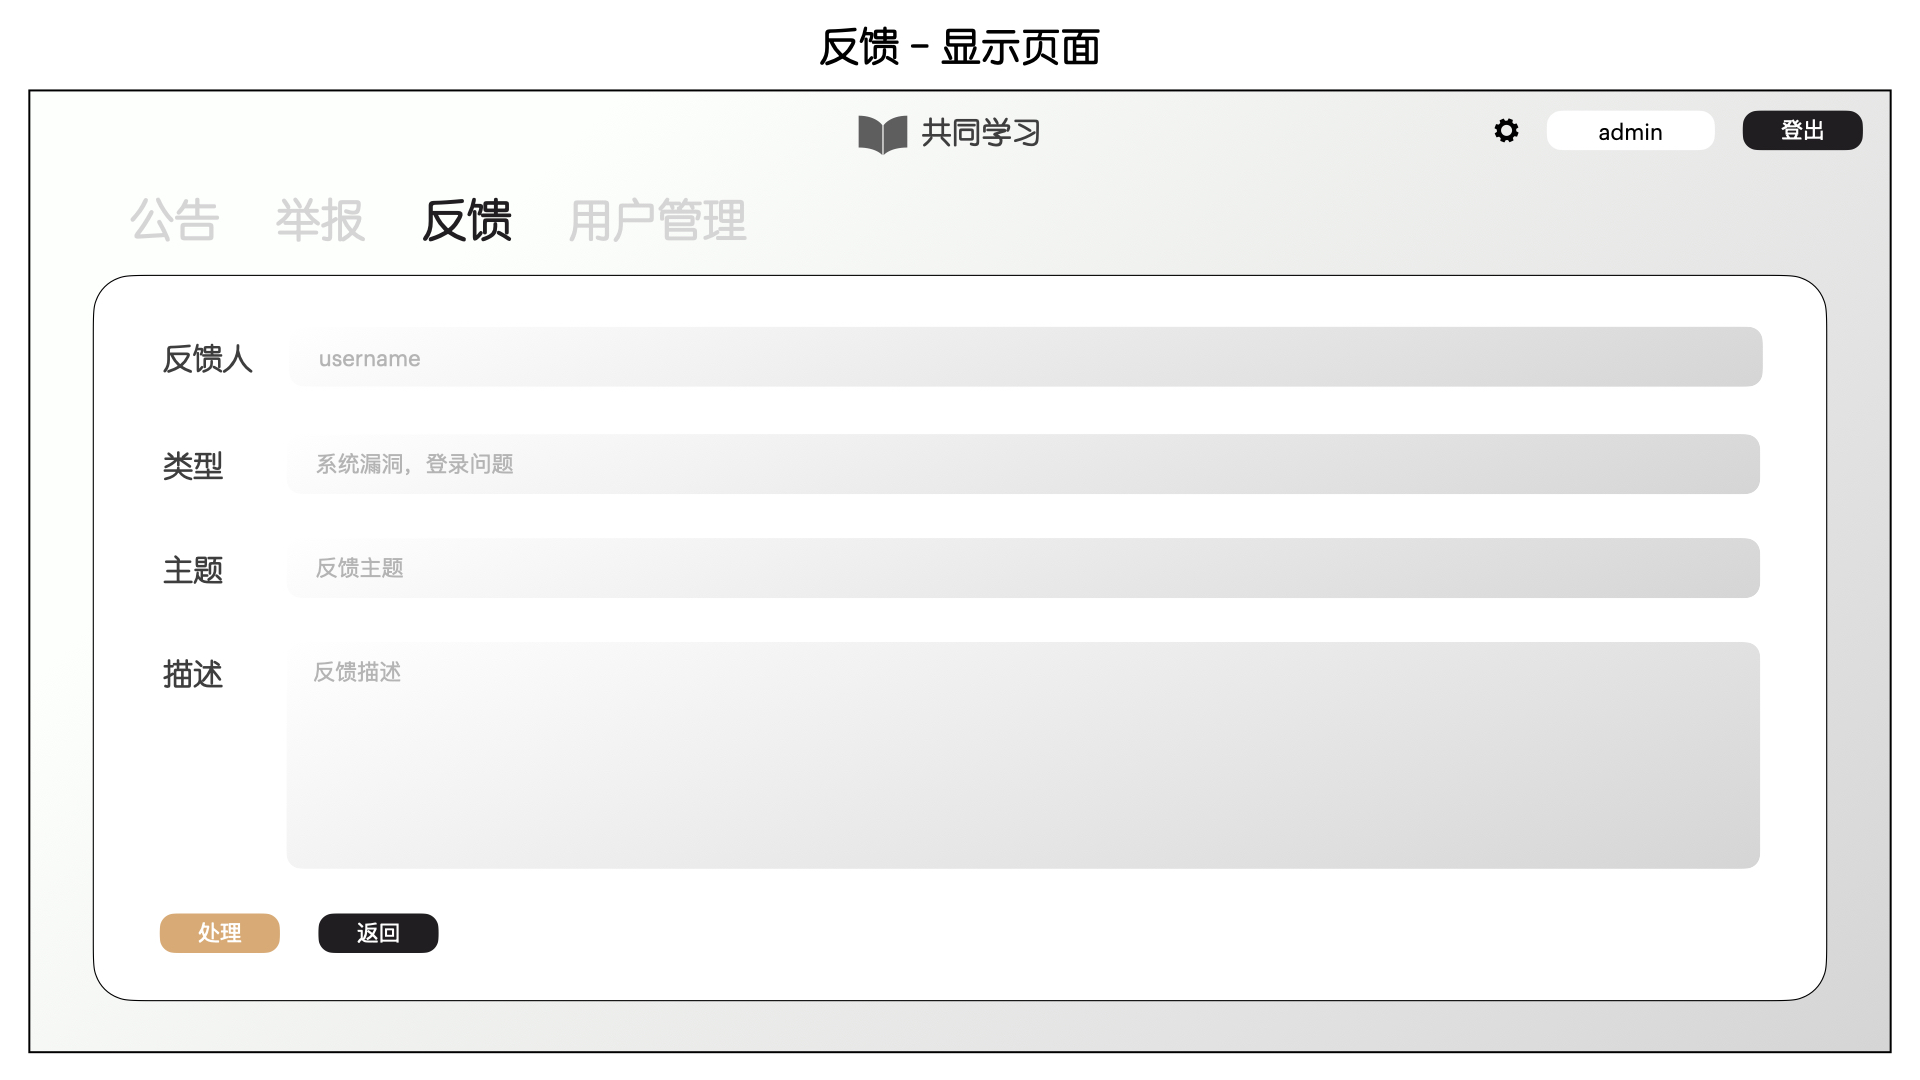 反馈 - 显示页面
共同学习
admin
登出
公告 举报 反馈 用户管理
反馈人 username
类型 系统漏洞，登录问题
主题 反馈主题
描述 反馈描述
处理 返回